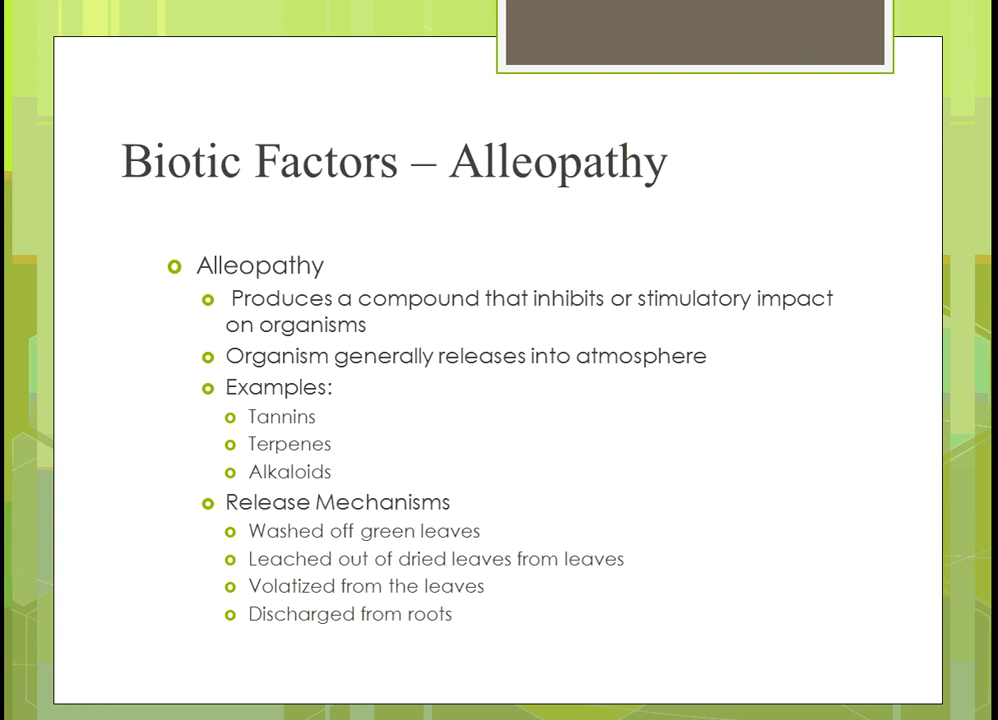 Biotic Factors – Alleopathy
Alleopathy
Produces a compound that inhibits or stimulatory impact
on organisms
Organism generally releases into atmosphere
Examples:
Tannins
Terpenes
Alkaloids
Release Mechanisms
Washed off green leaves
Leached out of dried leaves from leaves
Volatized from the leaves
Discharged from roots